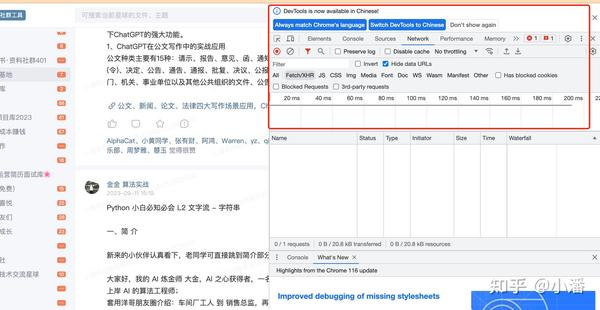 社群工具
可搜索当前星球的内容、主题
书·资料社群401
基地
库
项目库2023
成本赚钱
作
运营简历面试库
免费)
喜悦
友们
成长
流
技术交流星球
下ChatGPT的强大功能。
1、ChatGPT在公文写作中的实战应用
公文种类主要有15种：请示、报告、意见、函、通知
(令)、决定、公告、通告、通报、批复、决议、公报
门、机关、事业单位以及其他公共组织的文件、公告
公文、新闻、论文、法律四大写作场景应用，Ch
AlphaCat、小黄同学、张有财、阿鸿、Warren、yz、q
乐部、周梦雅、慧玉 觉得很赞
金金 算法实战
2023-09-11 15:19
Python 小白必知必会 L2 文字流 - 字符串
一、简 介
新来的小伙伴认真看下，老同学可直接跳到简介部分
大家好，我的 AI 炼金师 大金，AI 之心获得者，一名
上岸 AI 的算法工程师；
套用洋哥朋友圈介绍：车间厂工人 到 销售总监，再
DevTools is now available in Chinese!
Always match Chrome's language
Switch DevTools to Chinese
Don't show again
Elements Console Sources Network Performance Memory 1 1
Preserve log Disable cache No throttling
Filter Invert Hide data URLs
All Fetch/XHR JS CSS Img Media Font Doc WS Wasm Manifest Other Has blocked cookies
Blocked Requests 3rd-party requests
20 ms 40 ms 60 ms 80 ms 100 ms 120 ms 140 ms 160 ms 180 ms 200 ms
Name Status Type Initiator Size Time Waterfall
0 / 1 requests 0 B / 20.8 kB transferred 0 B / 20.8 kB resources
Console What's New
Highlights from the Chrome 116 update
Improved debugging of missing stylesheets
知乎 @小潘